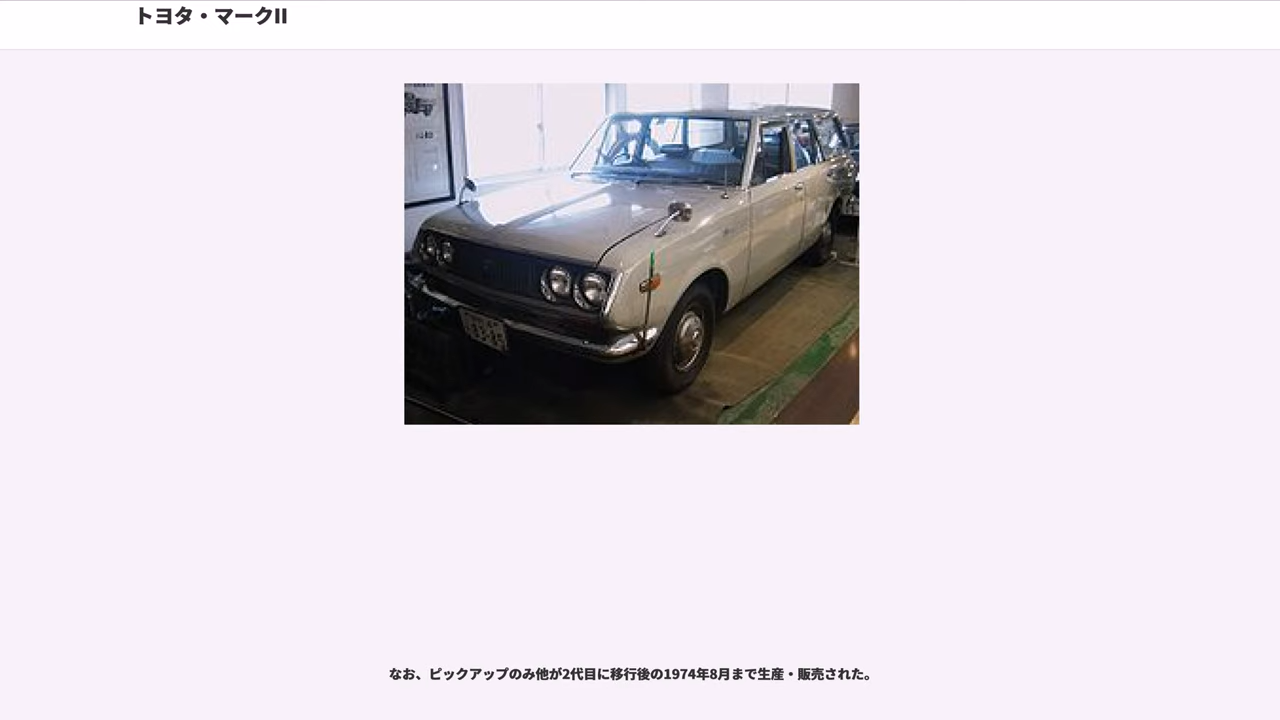 トヨタ・マークII
なお、ピックアップのみ他が2代目に移行後の1974年8月まで生産・販売された。